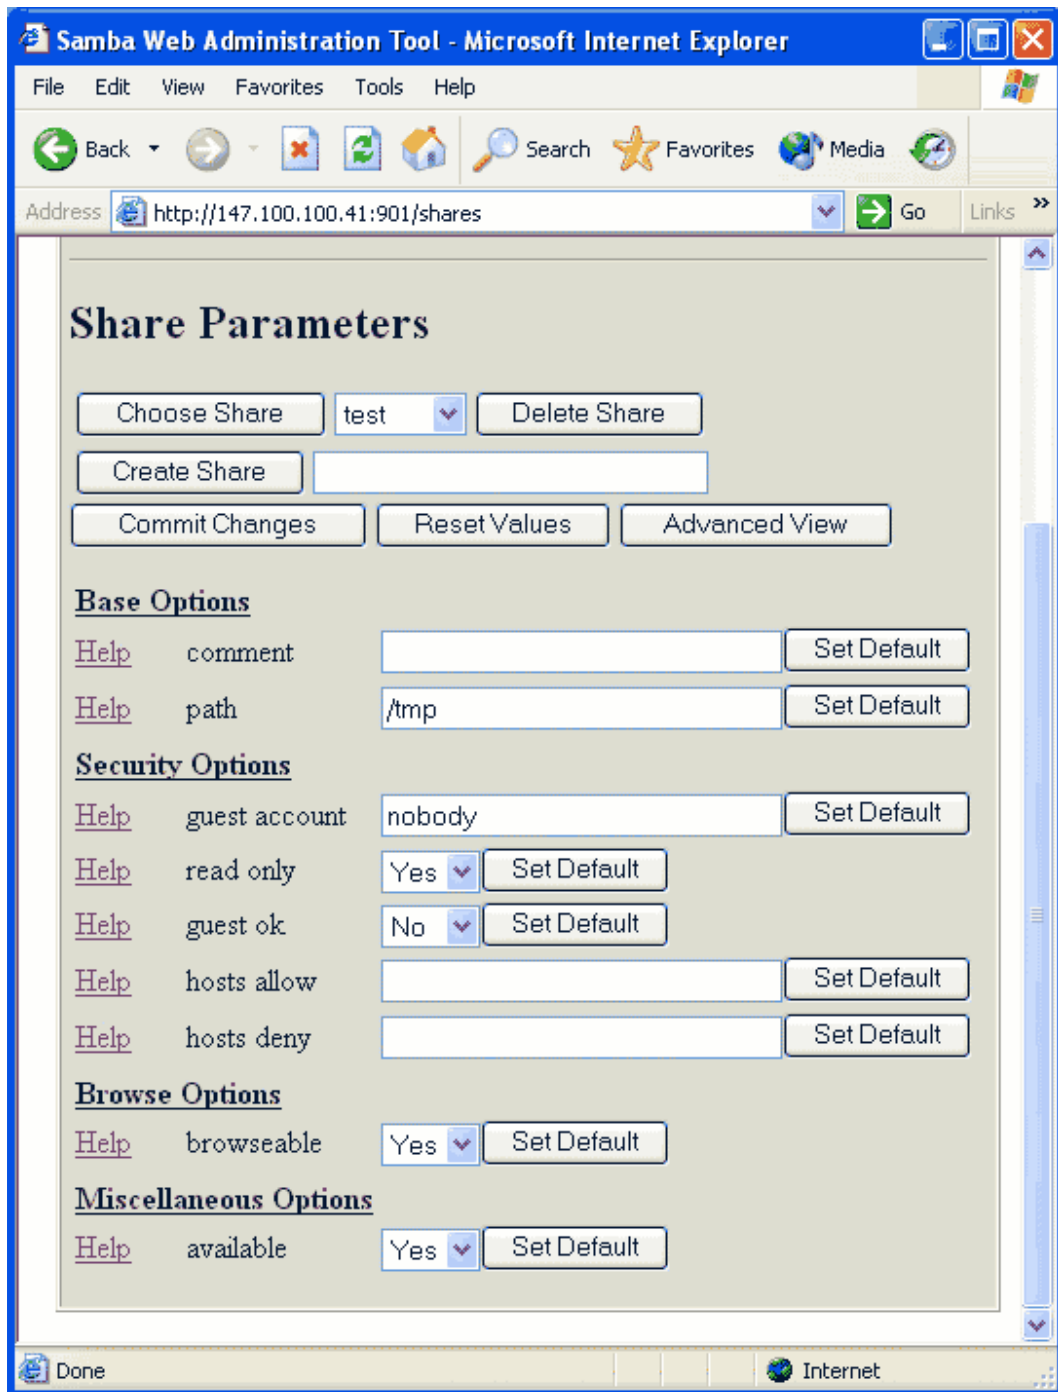 Samba Web Administration Tool - Microsoft Internet Explorer
File Edit View Favorites Tools Help
Back Search Favorites Media
Address http://147.100.100.41:901/shares Go Links »
Share Parameters
Choose Share test Delete Share
Create Share
Commit Changes Reset Values Advanced View
Base Options
Help comment Set Default
Help path /tmp Set Default
Security Options
Help guest account nobody Set Default
Help read only Yes Set Default
Help guest ok No Set Default
Help hosts allow Set Default
Help hosts deny Set Default
Browse Options
Help browseable Yes Set Default
Miscellaneous Options
Help available Yes Set Default
Done Internet